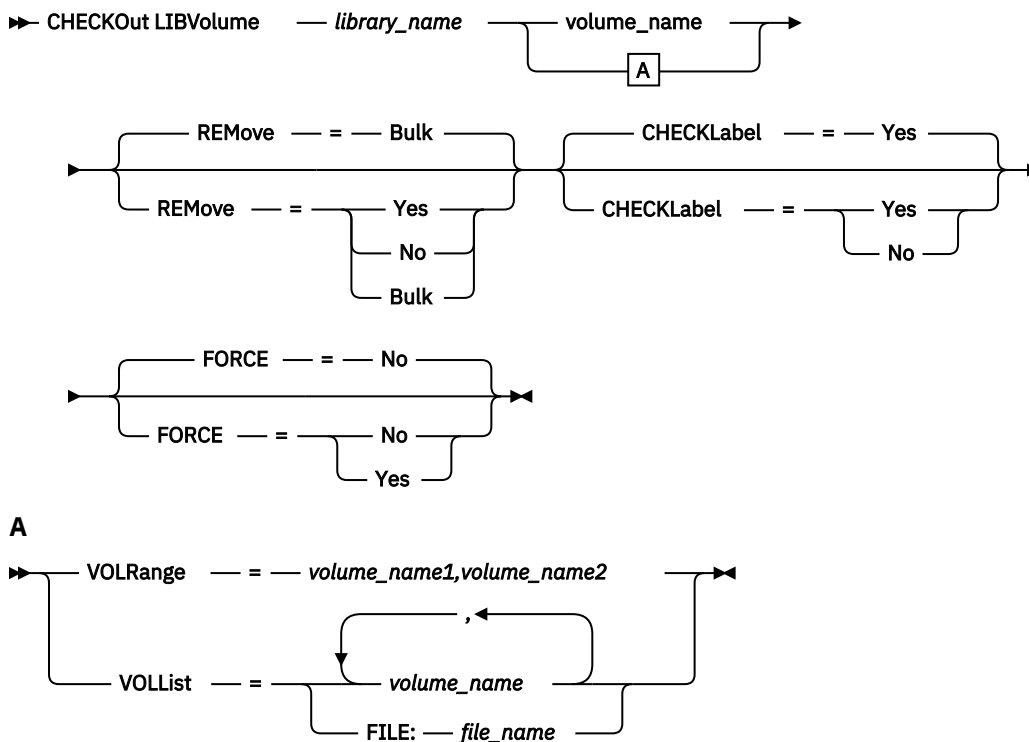 CHECKOut LIBVolume library_name volume_name
A
REMove = Bulk CHECKLabel = Yes
REMove = Yes CHECKLabel = Yes
No No
Bulk
FORCE = No
FORCE = No
Yes
A
VOLRange = volume_name1,volume_name2
,
VOLList = volume_name
FILE: file_name